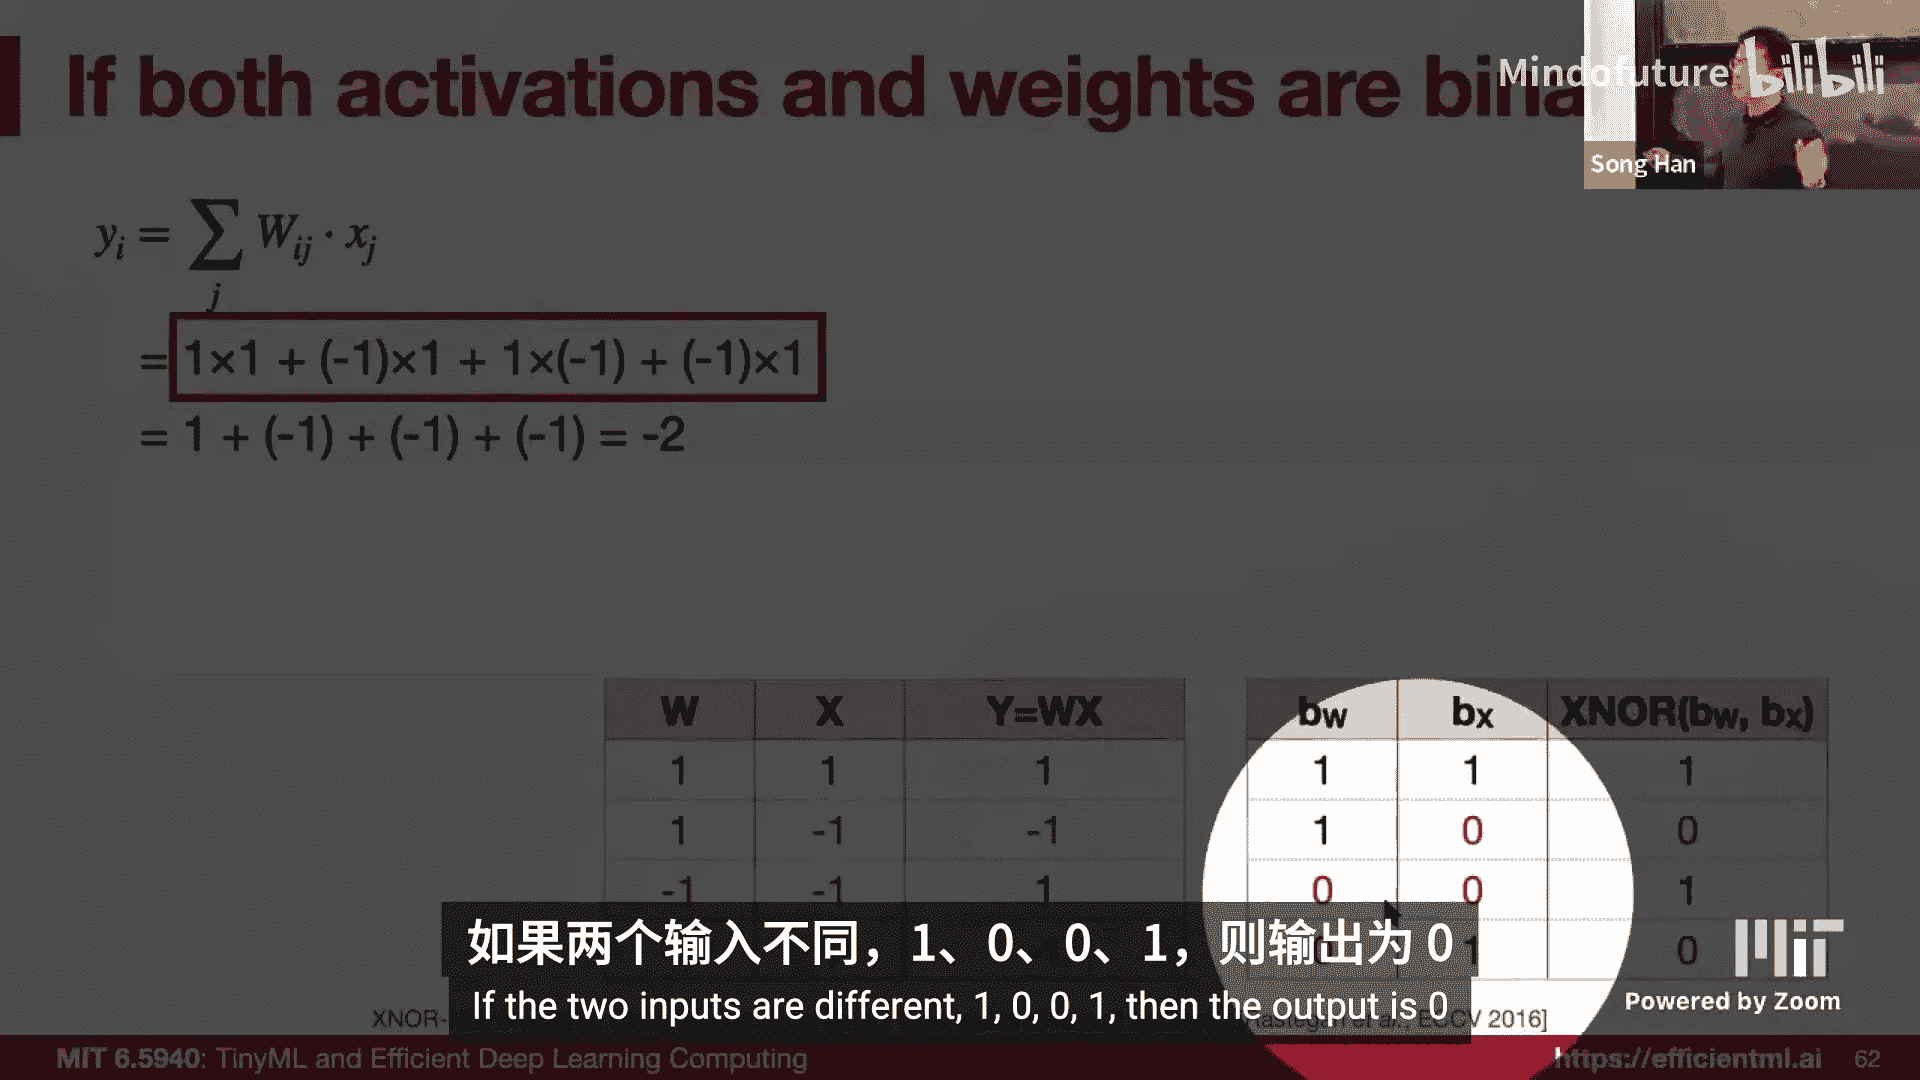 If both activations and weights are bina
Mindofuture bilibili
Song Han
yᵢ = ∑ Wᵢⱼ · xⱼ
j
= 1×1 + (-1)×1 + 1×(-1) + (-1)×1
= 1 + (-1) + (-1) + (-1) = -2
W X Y=WX
1 1 1
1 -1 -1
-1 -1 1
bw bx XNOR(bw, bx)
1 1 1
1 0 0
0 0 1
1 0
如果两个输入不同，1、0、0、1，则输出为 0
If the two inputs are different, 1, 0, 0, 1, then the output is 0
MIT
Powered by Zoom
XNOR-
CV 2016]
MIT 6.5940: TinyML and Efficient Deep Learning Computing
https://efficientml.ai 62